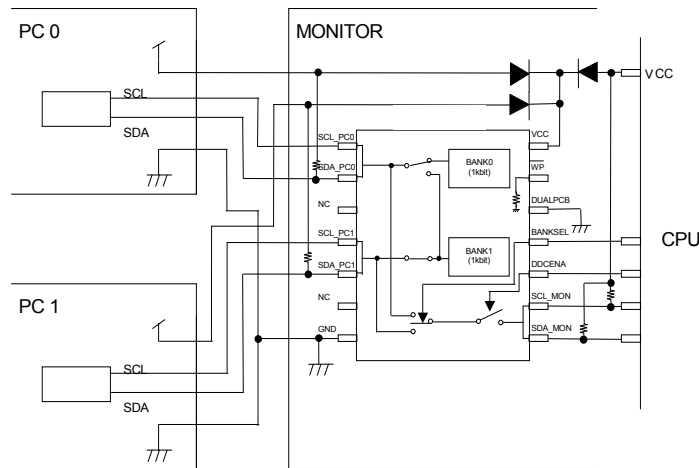 PC 0
MONITOR
SCL
SDA
VCC
SCL_PC0
VCC
BANK0
(1kbit)
SDA_PC0
WP
NC
DUALPCB
SCL_PC1
BANKSEL
CPU
BANK1
(1kbit)
SDA_PC1
DDCENA
PC 1
NC
SCL_MON
GND
SDA_MON
SCL
SDA